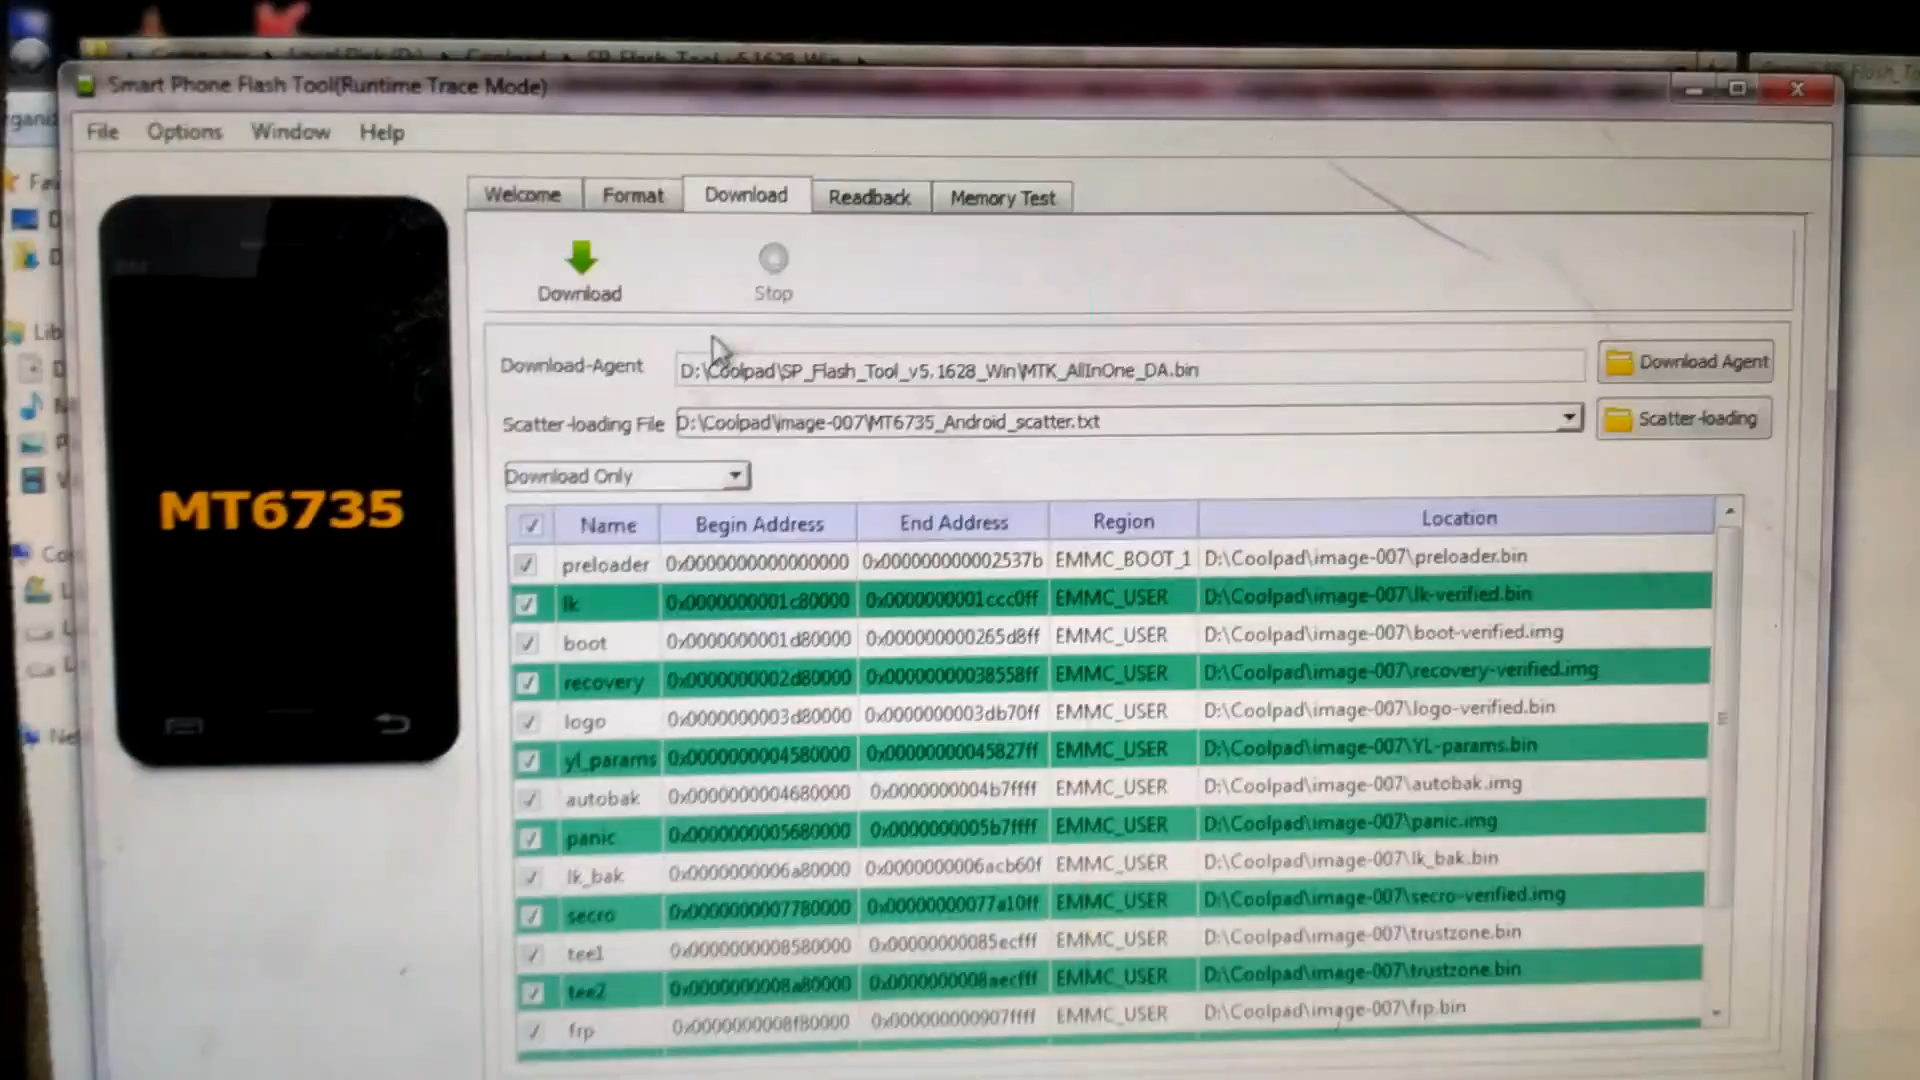 Smart Phone Flash Tool(Runtime Trace Mode)
File Options Window Help
Welcome Format Download Readback Memory Test
Download Stop
Download-Agent D:\Coolpad\SP_Flash_Tool_v5.1628_Win\MTK_AllInOne_DA.bin Download Agent
Scatter-loading File D:\Coolpad\image-007\MT6735_Android_scatter.txt Scatter-loading
Download Only
MT6735
Name Begin Address End Address Region Location
preloader 0x0000000000000000 0x000000000002537b EMMC_BOOT_1 D:\Coolpad\image-007\preloader.bin
lk 0x0000000001c80000 0x0000000001ccc0ff EMMC_USER D:\Coolpad\image-007\lk-verified.bin
boot 0x0000000001d80000 0x000000000265d8ff EMMC_USER D:\Coolpad\image-007\boot-verified.img
recovery 0x0000000002d80000 0x00000000038558ff EMMC_USER D:\Coolpad\image-007\recovery-verified.img
logo 0x0000000003d80000 0x0000000003db70ff EMMC_USER D:\Coolpad\image-007\logo-verified.bin
yl_params 0x0000000004580000 0x00000000045827ff EMMC_USER D:\Coolpad\image-007\YL-params.bin
autobak 0x0000000004680000 0x0000000004b7ffff EMMC_USER D:\Coolpad\image-007\autobak.img
panic 0x0000000005680000 0x0000000005b7ffff EMMC_USER D:\Coolpad\image-007\panic.img
lk_bak 0x0000000006a80000 0x0000000006acb60f EMMC_USER D:\Coolpad\image-007\lk_bak.bin
secro 0x0000000007780000 0x00000000077a10ff EMMC_USER D:\Coolpad\image-007\secro-verified.img
tee1 0x0000000008580000 0x00000000085ecfff EMMC_USER D:\Coolpad\image-007\trustzone.bin
tee2 0x0000000008a80000 0x0000000008aecfff EMMC_USER D:\Coolpad\image-007\trustzone.bin
frp 0x0000000008f80000 0x000000000907ffff EMMC_USER D:\Coolpad\image-007\frp.bin